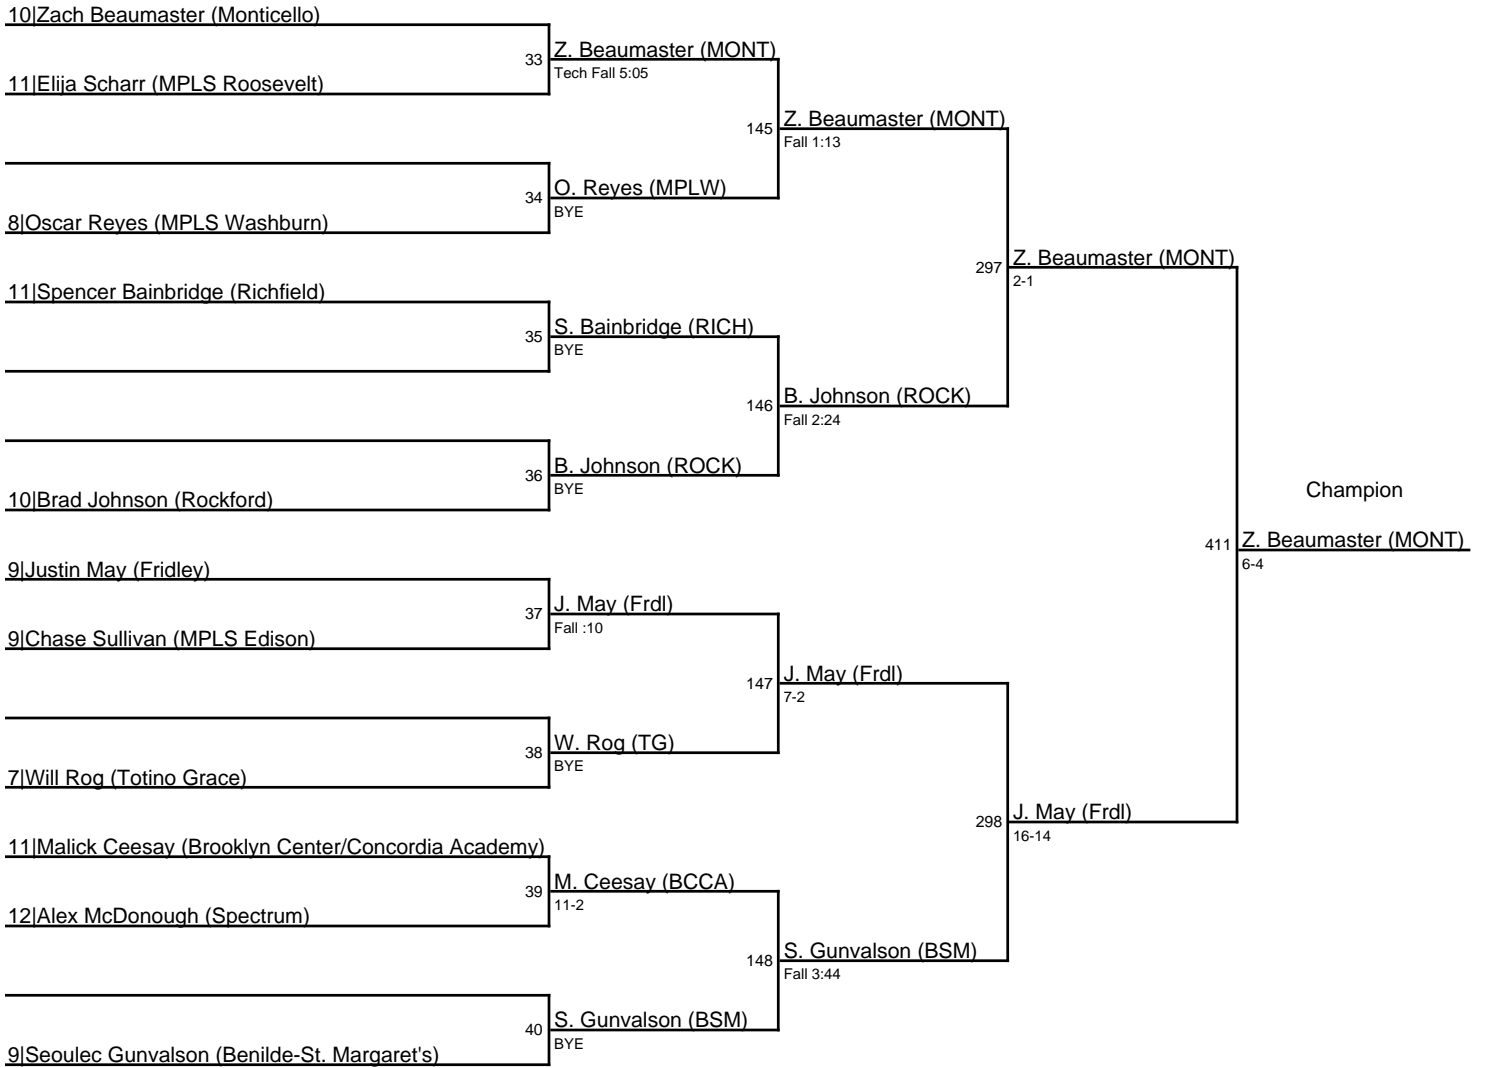 10|Zach Beaumaster (Monticello)
11|Elija Scharr (MPLS Roosevelt)
8|Oscar Reyes (MPLS Washburn)
11|Spencer Bainbridge (Richfield)
10|Brad Johnson (Rockford)
9|Justin May (Fridley)
9|Chase Sullivan (MPLS Edison)
7|Will Rog (Totino Grace)
11|Malick Ceesay (Brooklyn Center/Concordia Academy)
12|Alex McDonough (Spectrum)
9|Seoulec Gunvalson (Benilde-St. Margaret's)
33 Z. Beaumaster (MONT)
Tech Fall 5:05
34 O. Reyes (MPLW)
BYE
35 S. Bainbridge (RICH)
BYE
36 B. Johnson (ROCK)
BYE
37 J. May (Frdl)
Fall :10
38 W. Rog (TG)
BYE
39 M. Ceesay (BCCA)
11-2
40 S. Gunvalson (BSM)
BYE
145 Z. Beaumaster (MONT)
Fall 1:13
146 B. Johnson (ROCK)
Fall 2:24
147 J. May (Frdl)
7-2
148 S. Gunvalson (BSM)
Fall 3:44
297 Z. Beaumaster (MONT)
2-1
298 J. May (Frdl)
16-14
Champion
411 Z. Beaumaster (MONT)
6-4